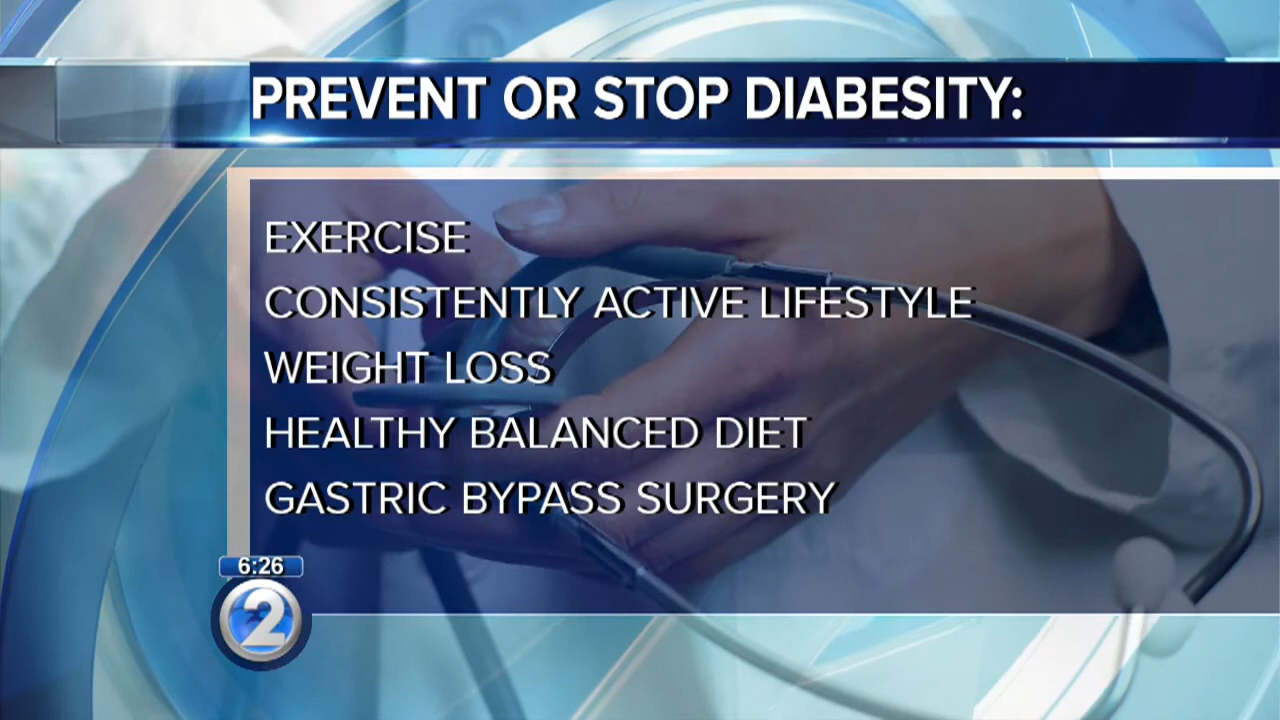 PREVENT OR STOP DIABESITY:
EXERCISE
CONSISTENTLY ACTIVE LIFESTYLE
WEIGHT LOSS
HEALTHY BALANCED DIET
GASTRIC BYPASS SURGERY
6:26
2